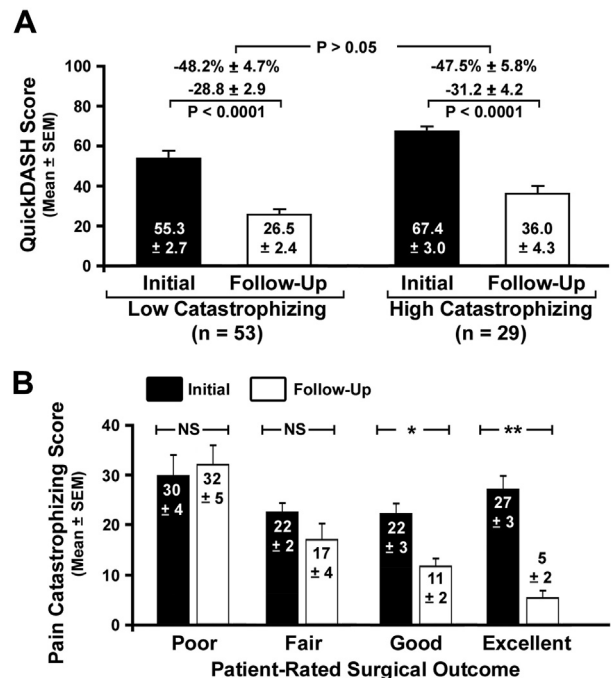 A
P > 0.05
-48.2% ± 4.7%
-47.5% ± 5.8%
-28.8 ± 2.9
-31.2 ± 4.2
P < 0.0001
P < 0.0001
QuickDASH Score
(Mean ± SEM)
100
80
60
40
20
0
55.3
± 2.7
26.5
± 2.4
67.4
± 3.0
36.0
± 4.3
Initial
Follow-Up
Initial
Follow-Up
Low Catastrophizing
(n = 53)
High Catastrophizing
(n = 29)
B
Initial
Follow-Up
Pain Catastrophizing Score
(Mean ± SEM)
40
30
20
10
0
NS
NS
*
**
30
± 4
32
± 5
22
± 2
17
± 4
22
± 3
11
± 2
27
± 3
5
± 2
Poor
Fair
Good
Excellent
Patient-Rated Surgical Outcome